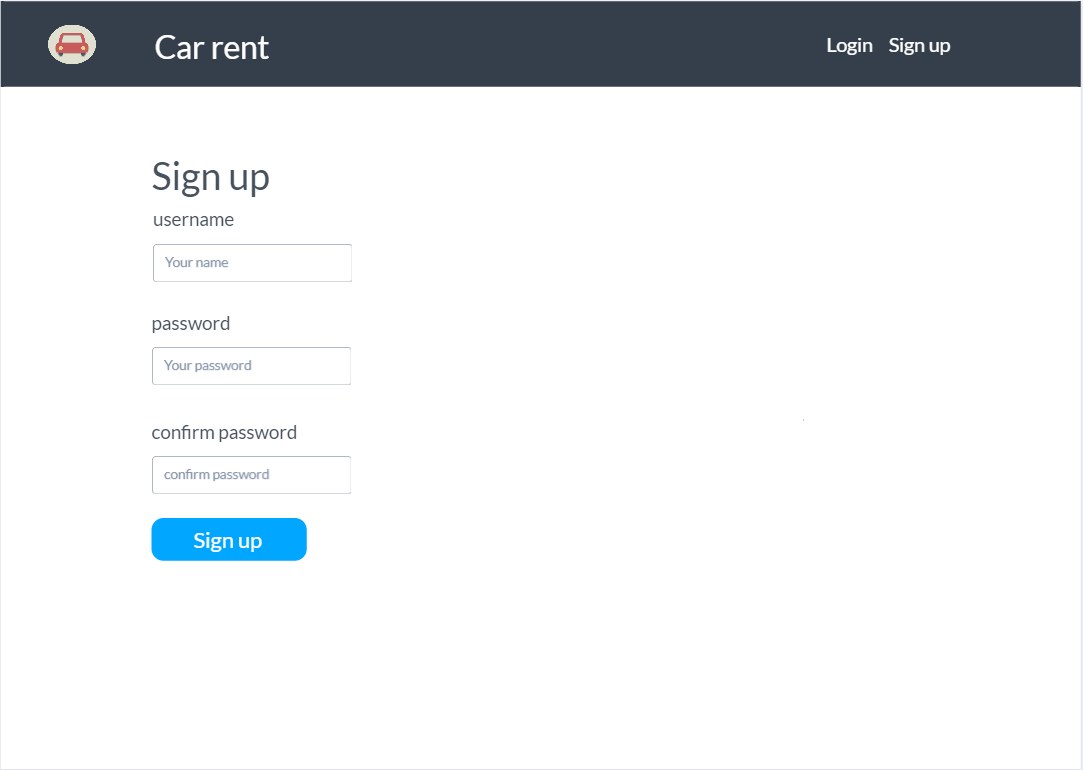 Car rent
Login Sign up
Sign up
username
Your name
password
Your password
confirm password
confirm password
Sign up